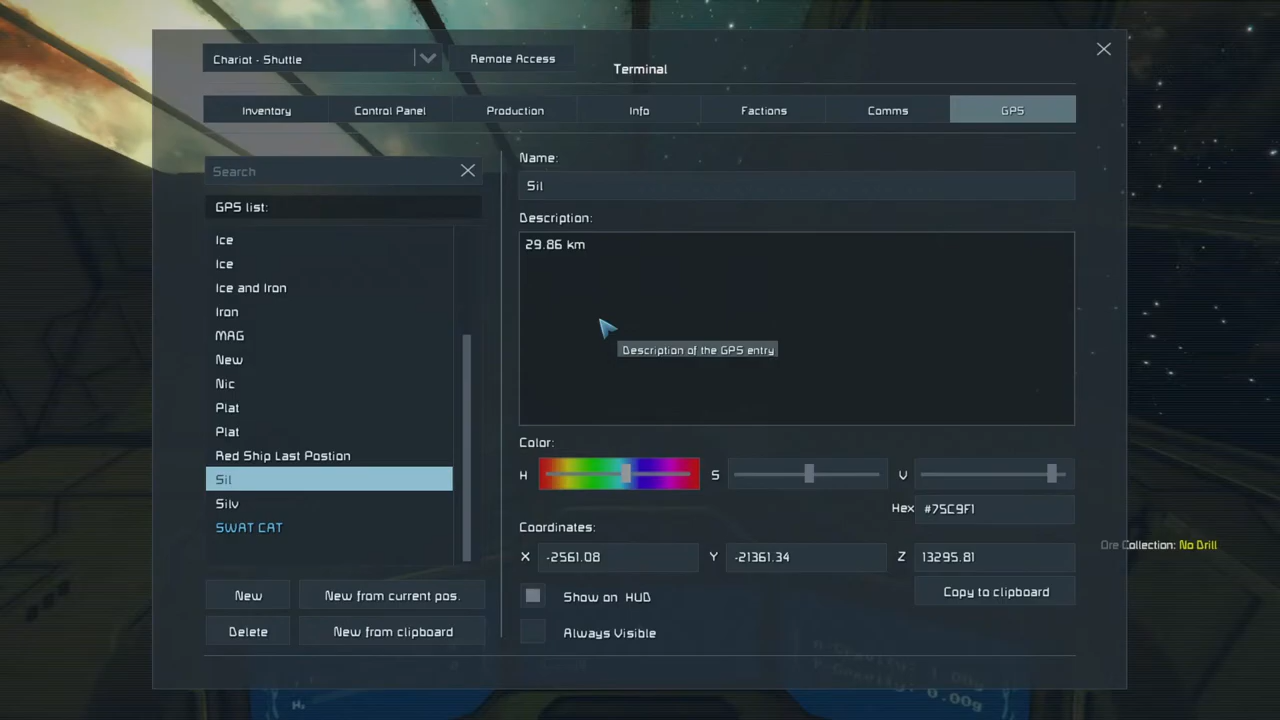 Chariot - Shuttle
Remote Access
Terminal
Inventory
Control Panel
Production
Info
Factions
Comms
GPS
Search
GPS list:
Ice
Ice
Ice and Iron
Iron
MAG
New
Nic
Plat
Plat
Red Ship Last Postion
Sil
Silv
SWAT CAT
New
New from current pos.
Delete
New from clipboard
Name:
Sil
Description:
29.86 km
Description of the GPS entry
Color:
H
S
V
Hex #75C9F1
Coordinates:
X -2561.08
Y -21361.34
Z 13295.81
Show on HUD
Copy to clipboard
Always Visible
Ore Collection: No Drill
H₂
0.00g